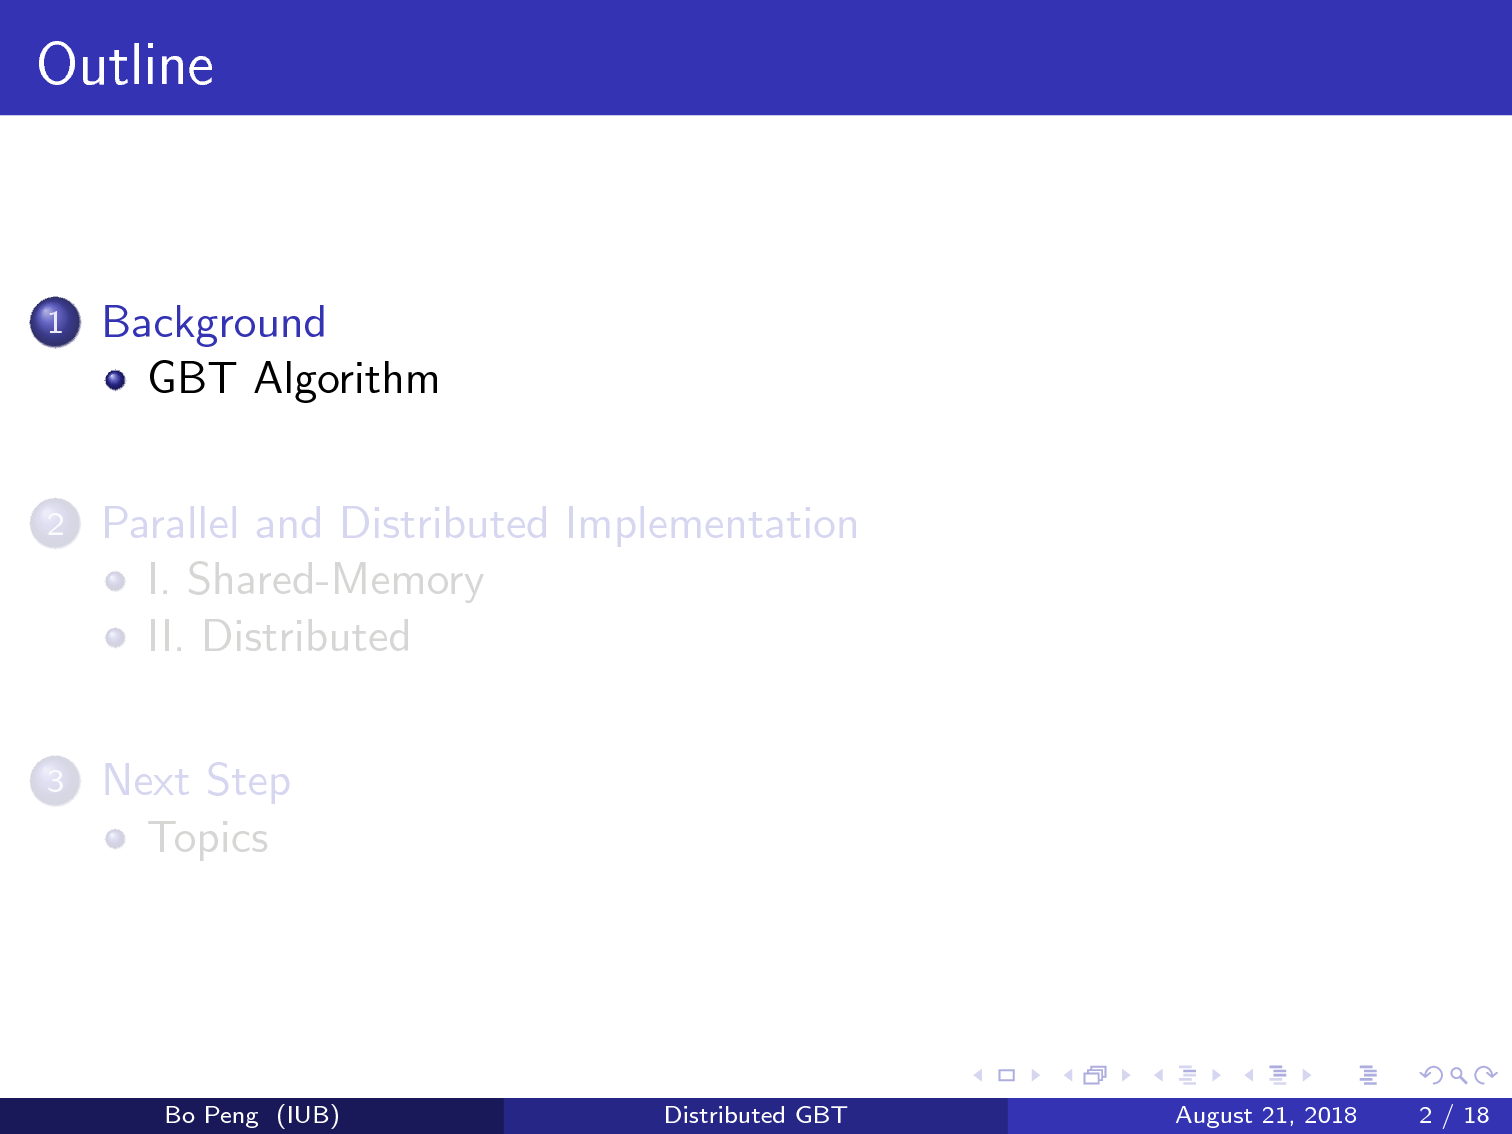 Outline
1 Background
GBT Algorithm
2 Parallel and Distributed Implementation
I. Shared-Memory
II. Distributed
3 Next Step
Topics
Bo Peng (IUB) Distributed GBT August 21, 2018 2 / 18